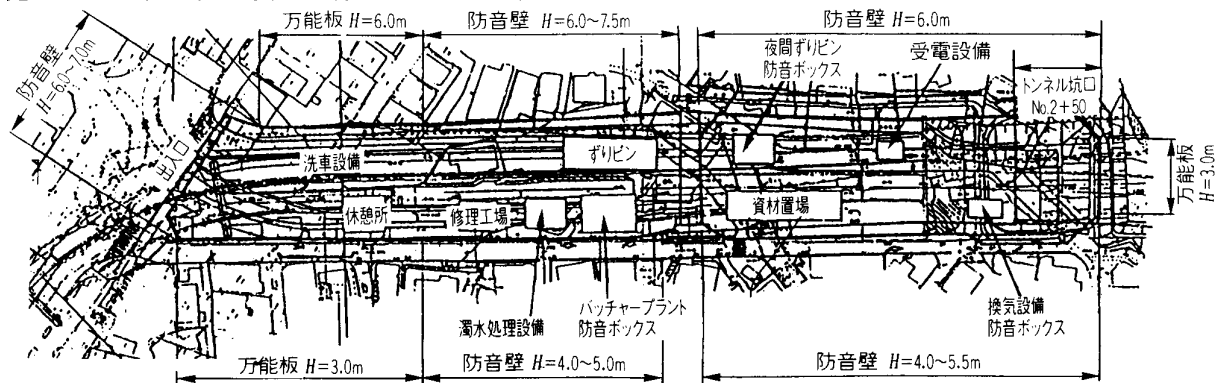 万能板 H=6.0m
防音壁 H=6.0~7.5m
防音壁 H=6.0m
防音壁
H=6.0~7.0m
夜間ずりビン
防音ボックス
受電設備
トンネル坑口
No.2+50
出入口
洗車設備
ずりビン
万能板
H=3.0m
休憩所
修理工場
資材置場
濁水処理設備
バッチャープラント
防音ボックス
換気設備
防音ボックス
万能板 H=3.0m
防音壁 H=4.0~5.0m
防音壁 H=4.0~5.5m